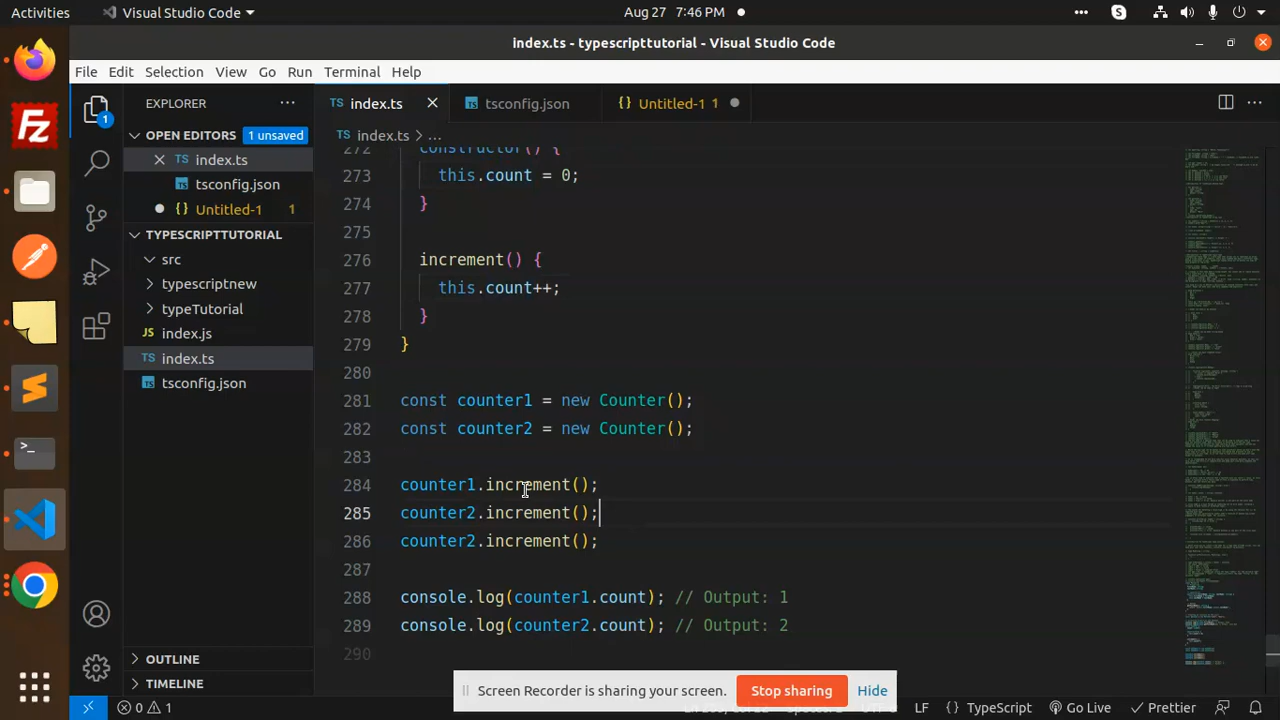 Activities
Visual Studio Code
Aug 27 7:46 PM
index.ts - typescripttutorial - Visual Studio Code
File Edit Selection View Go Run Terminal Help
EXPLORER
OPEN EDITORS 1 unsaved
TS index.ts
tsconfig.json
{} Untitled-1 1
TYPESCRIPTTUTORIAL
src
typescriptnew
typeTutorial
JS index.js
TS index.ts
tsconfig.json
OUTLINE
TIMELINE
1
TS index.ts
tsconfig.json
{} Untitled-1 1
TS index.ts > ...
272 constructor() {
273 this.count = 0;
274 }
275
276 increment() {
277 this.count++;
278 }
279 }
280
281 const counter1 = new Counter();
282 const counter2 = new Counter();
283
284 counter1.increment();
285 counter2.increment();
286 counter2.increment();
287
288 console.log(counter1.count); // Output: 1
289 console.log(counter2.count); // Output: 2
290
Screen Recorder is sharing your screen. Stop sharing Hide
0 1
{} TypeScript Go Live Prettier